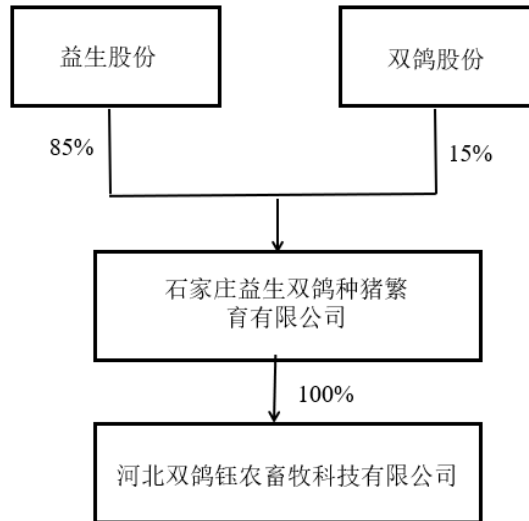 益生股份
双鸽股份
85%
15%
石家庄益生双鸽种猪繁
育有限公司
100%
河北双鸽钰农畜牧科技有限公司